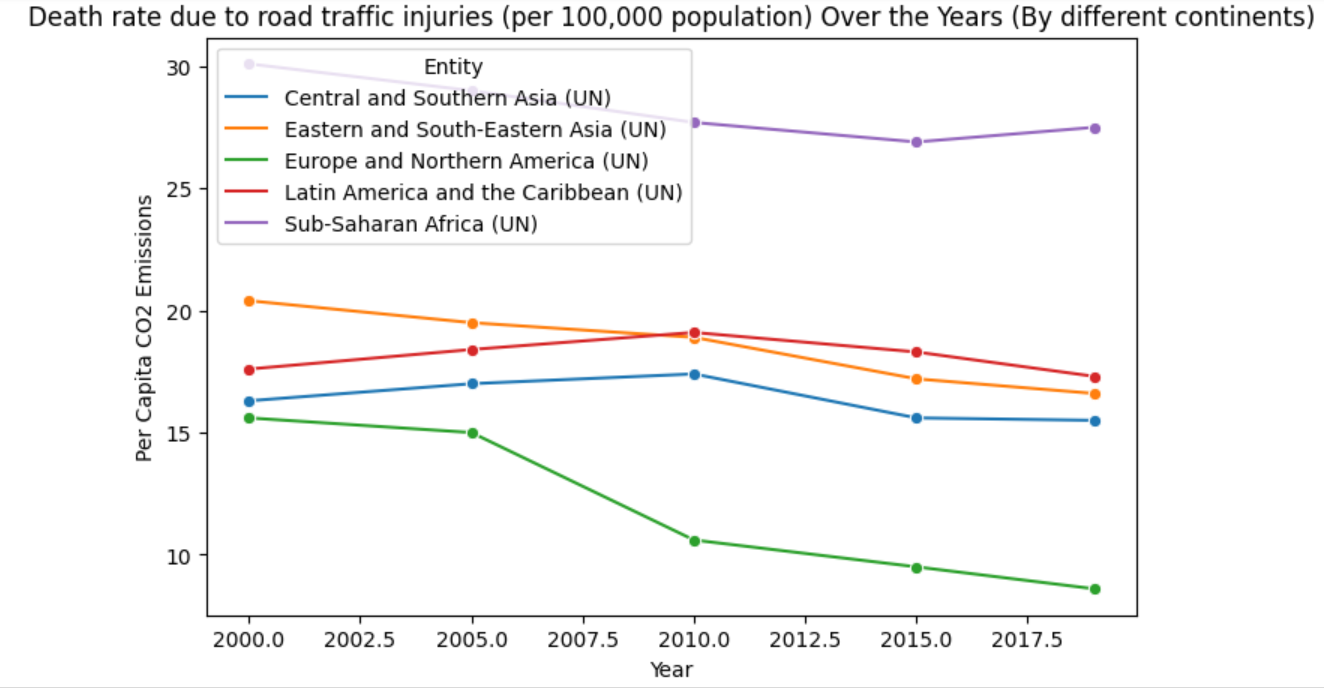 Death rate due to road traffic injuries (per 100,000 population) Over the Years (By different continents)
Entity
Central and Southern Asia (UN)
Eastern and South-Eastern Asia (UN)
Europe and Northern America (UN)
Latin America and the Caribbean (UN)
Sub-Saharan Africa (UN)
Per Capita CO2 Emissions
30
25
20
15
10
2000.0 2002.5 2005.0 2007.5 2010.0 2012.5 2015.0 2017.5
Year